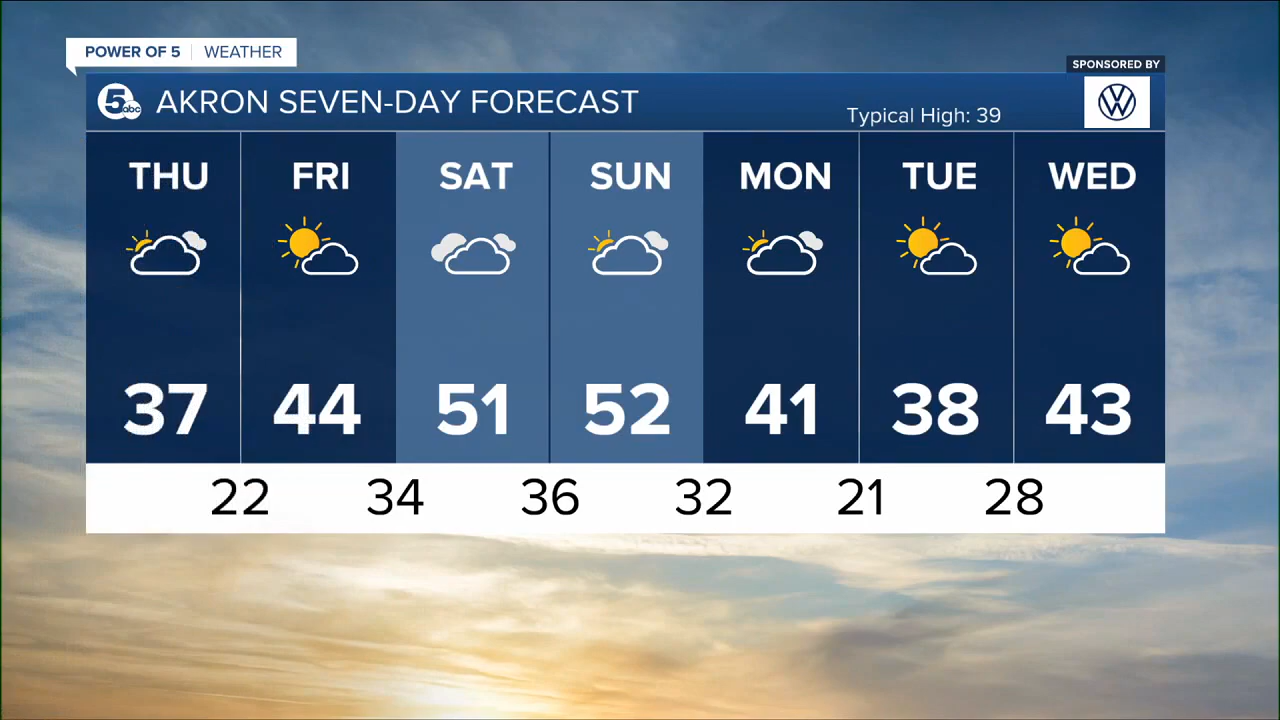 POWER OF 5 WEATHER
SPONSORED BY
5 abc AKRON SEVEN-DAY FORECAST
Typical High: 39
THU FRI SAT SUN MON TUE WED
37 44 51 52 41 38 43
22 34 36 32 21 28